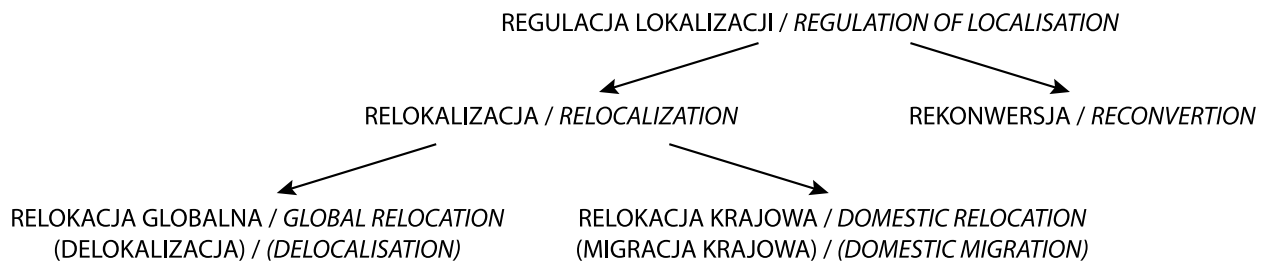 REGULACJA LOKALIZACJI / REGULATION OF LOCALISATION
RELOKALIZACJA / RELOCALIZATION
REKONWERSJA / RECONVERTION
RELOKACJA GLOBALNA / GLOBAL RELOCATION
(DELOKALIZACJA) / (DELOCALISATION)
RELOKACJA KRAJOWA / DOMESTIC RELOCATION
(MIGRACJA KRAJOWA) / (DOMESTIC MIGRATION)